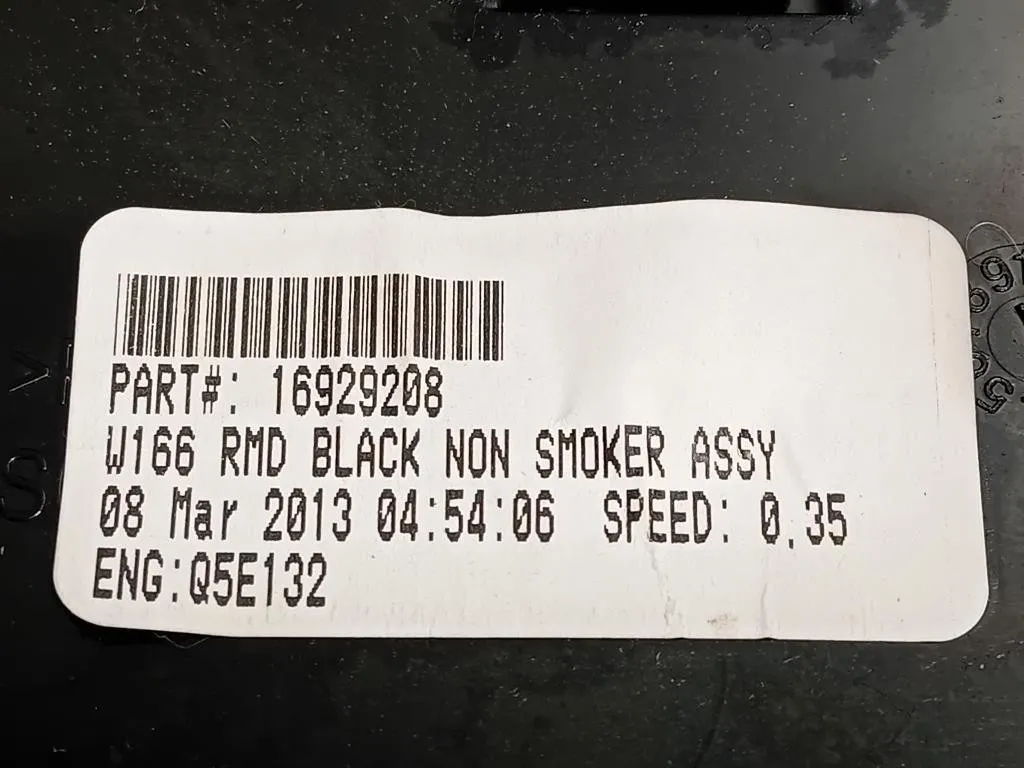 PART#: 16929208
W166 RMD BLACK NON SMOKER ASSY
08 Mar 2013 04:54:06 SPEED: 0.35
ENG:Q5E132